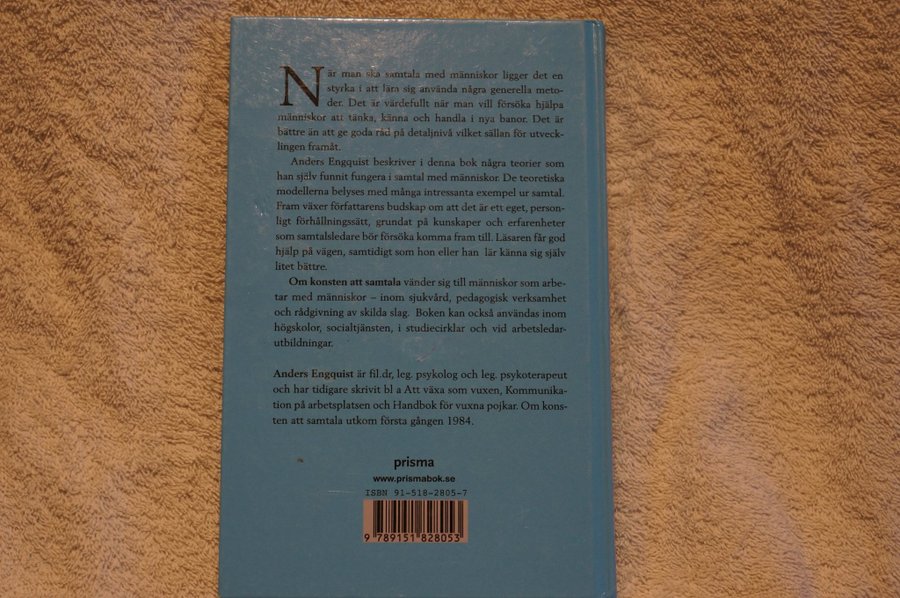 När man ska samtala med människor ligger det en
styrka i att lära sig använda några generella meto-
der. Det är värdefullt när man vill försöka hjälpa
människor att tänka, känna och handla i nya banor. Det är
bättre än att ge goda råd på detaljnivå vilket sällan för utveck-
lingen framåt.
Anders Engquist beskriver i denna bok några teorier som
han själv funnit fungera i samtal med människor. De teoretiska
modellerna belyses med många intressanta exempel ur samtal.
Fram växer författarens budskap om att det är ett eget, person-
ligt förhållningssätt, grundat på kunskaper och erfarenheter
som samtalsledare bör försöka komma fram till. Läsaren får god
hjälp på vägen, samtidigt som hon eller han lär känna sig själv
litet bättre.
Om konsten att samtala vänder sig till människor som arbe-
tar med människor – inom sjukvård, pedagogisk verksamhet
och rådgivning av skilda slag. Boken kan också användas inom
högskolor, socialtjänsten, i studiecirklar och vid arbetsledar-
utbildningar.
Anders Engquist är fil.dr, leg. psykolog och leg. psykoterapeut
och har tidigare skrivit bl a Att växa som vuxen, Kommunika-
tion på arbetsplatsen och Handbok för vuxna pojkar. Om kons-
ten att samtala utkom första gången 1984.
prisma
www.prismabok.se
ISBN 91-518-2805-7
9 789151 828053